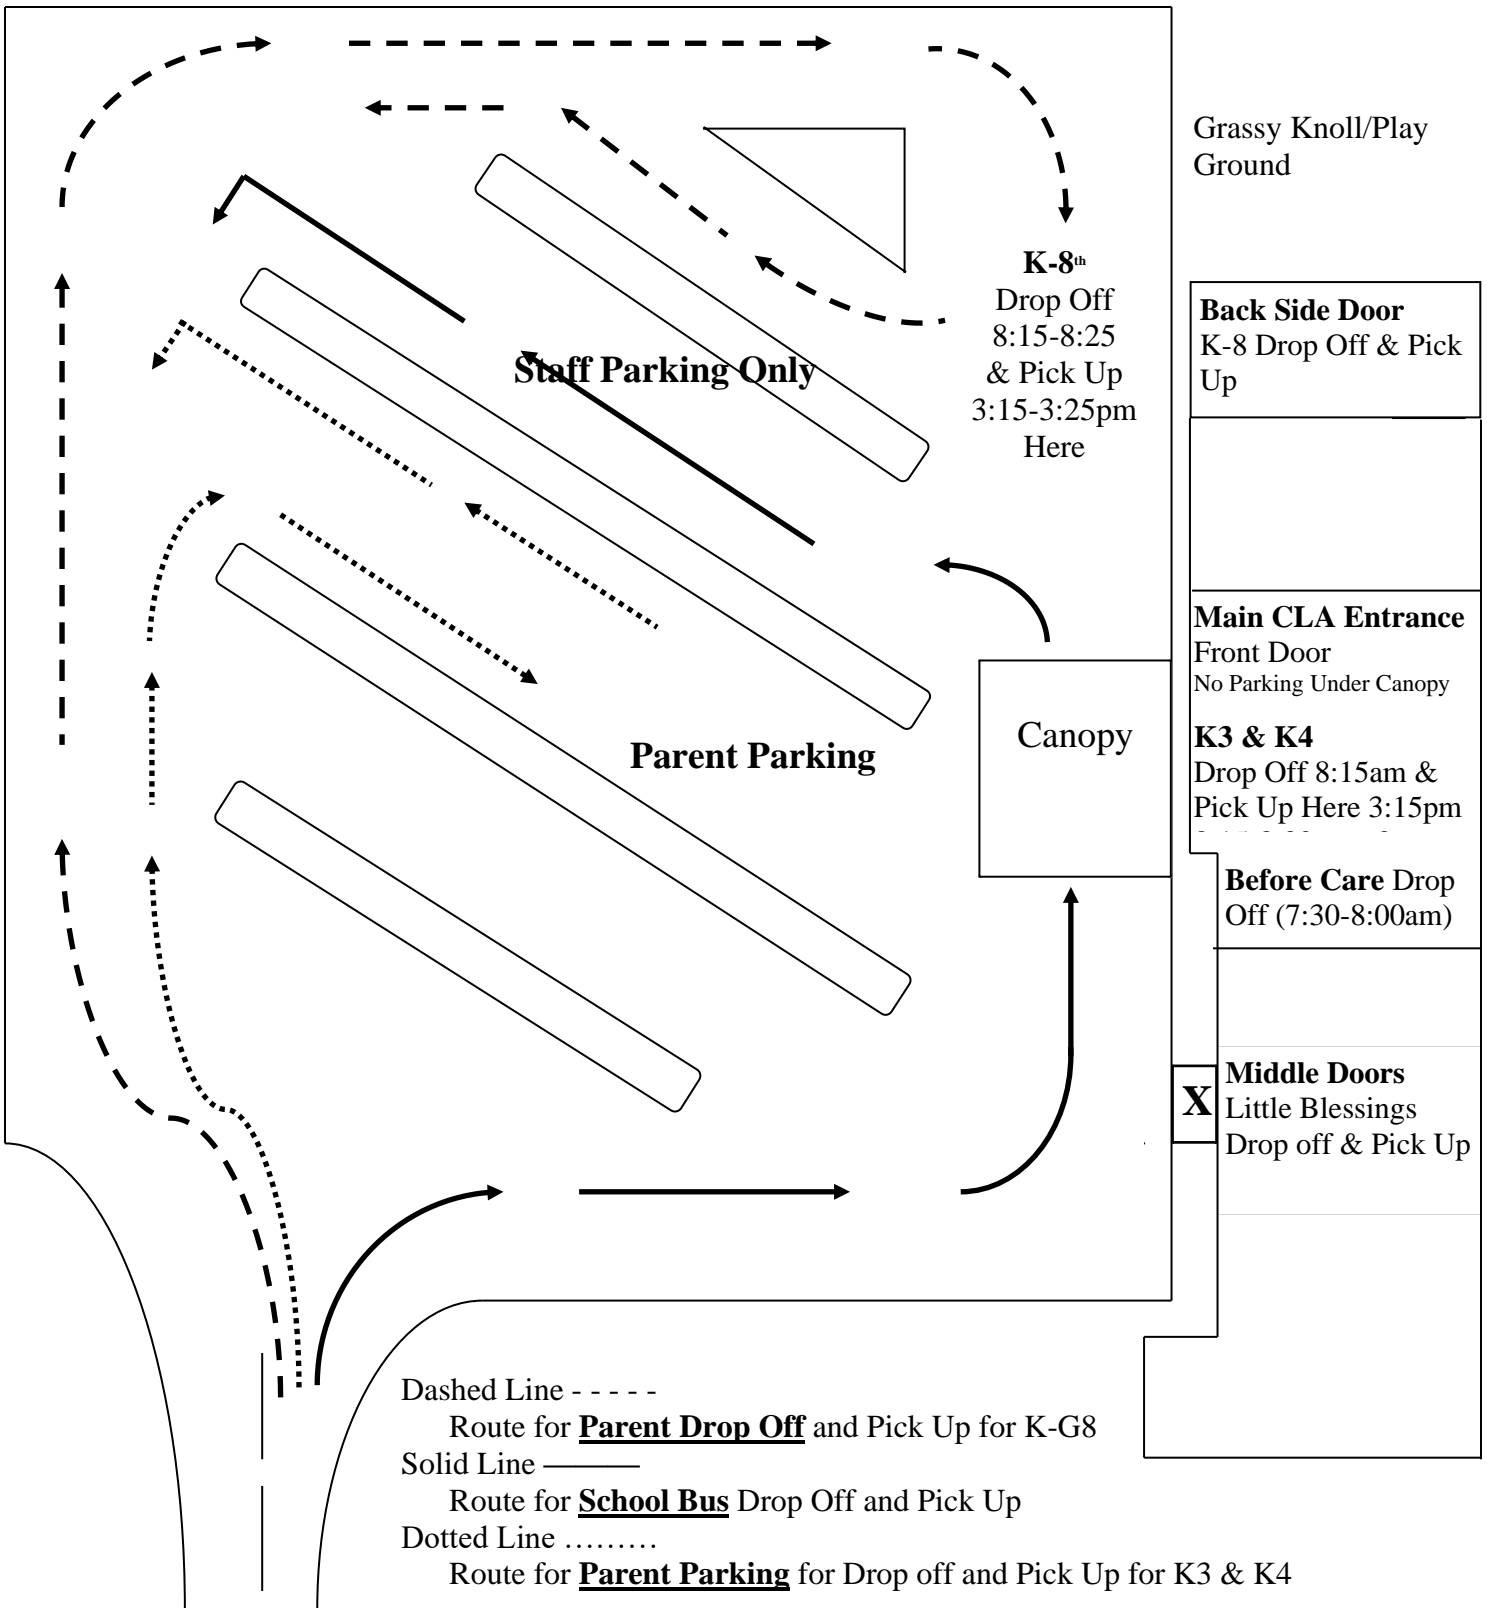 Grassy Knoll/Play
Ground
K-8th
Drop Off
8:15-8:25
& Pick Up
3:15-3:25pm
Here
Back Side Door
K-8 Drop Off & Pick
Up
Staff Parking Only
Main CLA Entrance
Front Door
No Parking Under Canopy
K3 & K4
Drop Off 8:15am &
Pick Up Here 3:15pm
Canopy
Parent Parking
Before Care Drop
Off (7:30-8:00am)
X
Middle Doors
Little Blessings
Drop off & Pick Up
Dashed Line - - - - -
Route for Parent Drop Off and Pick Up for K-G8
Solid Line ———
Route for School Bus Drop Off and Pick Up
Dotted Line ………
Route for Parent Parking for Drop off and Pick Up for K3 & K4